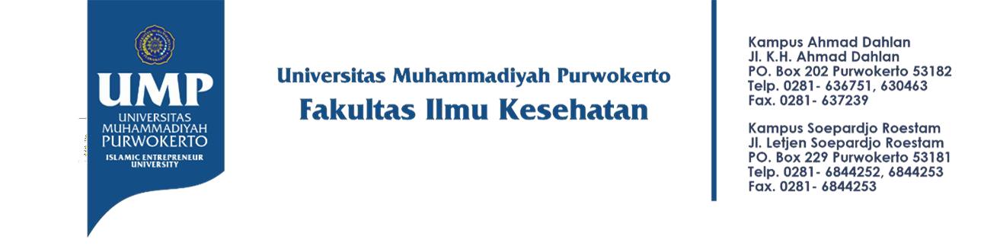 UMP
UNIVERSITAS
MUHAMMADIYAH
PURWOKERTO
ISLAMIC ENTREPRENEUR
UNIVERSITY
Universitas Muhammadiyah Purwokerto
Fakultas Ilmu Kesehatan
Kampus Ahmad Dahlan
Jl. K.H. Ahmad Dahlan
PO. Box 202 Purwokerto 53182
Telp. 0281- 636751, 630463
Fax. 0281- 637239
Kampus Soepardjo Roestam
Jl. Letjen Soepardjo Roestam
PO. Box 229 Purwokerto 53181
Telp. 0281- 6844252, 6844253
Fax. 0281- 6844253